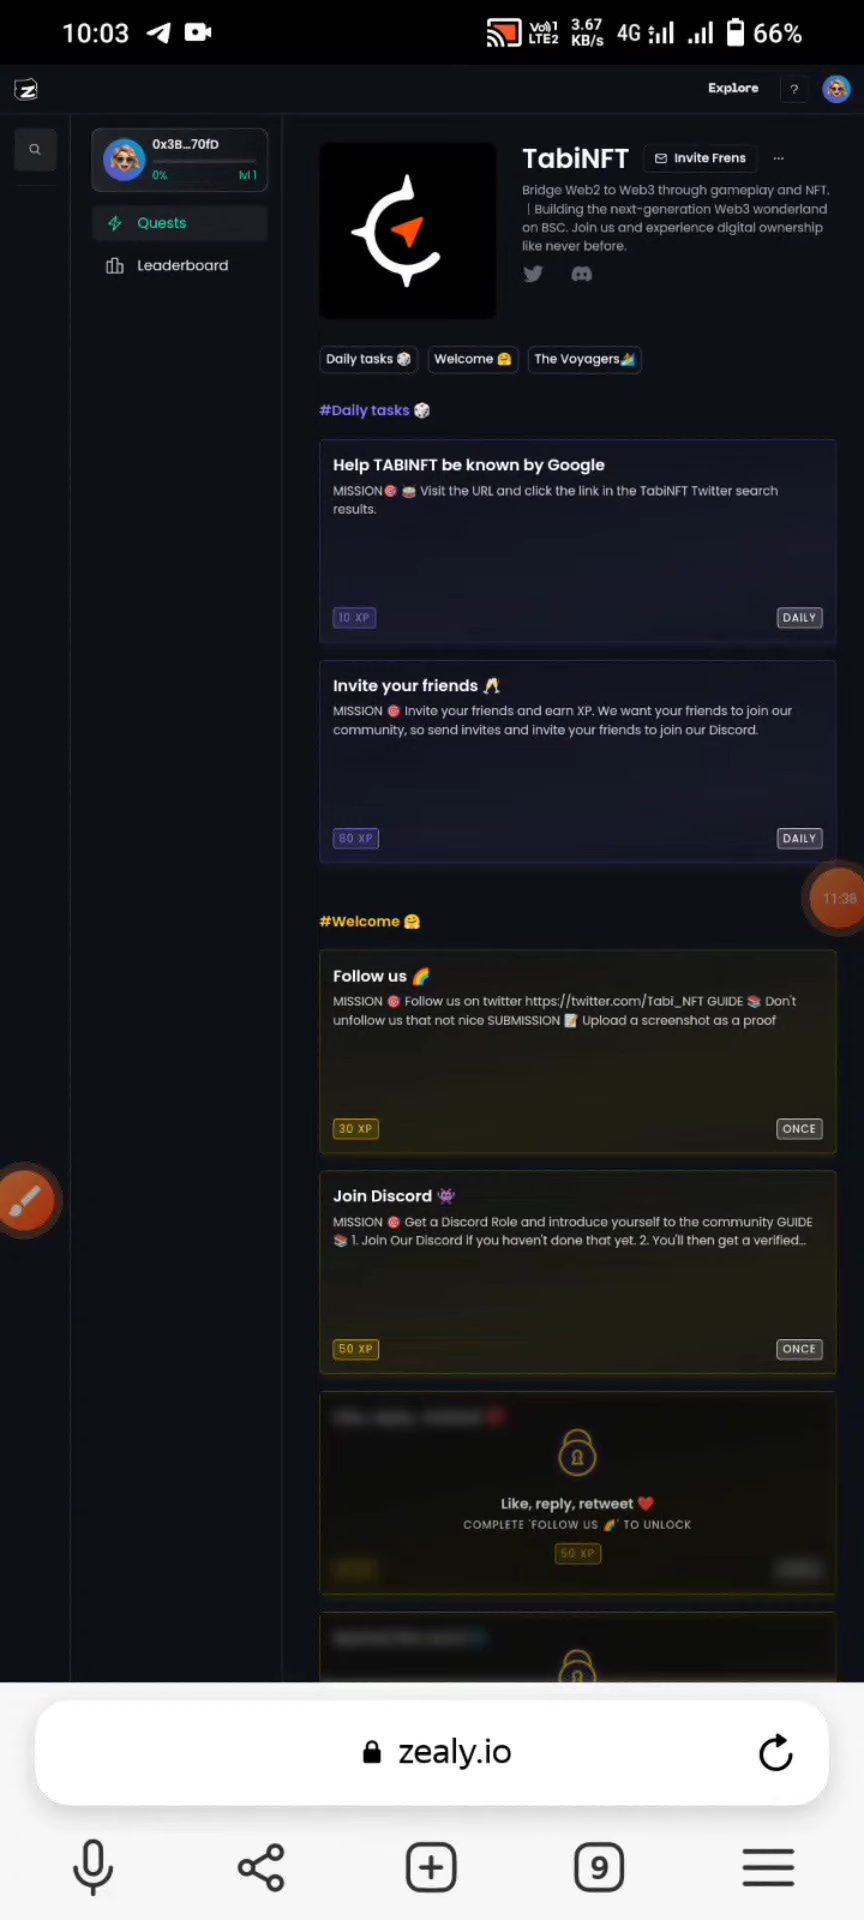 10:03
Vo)) 1
LTE2
3.67
KB/s
4G
66%
Explore
?
0x3B...70fD
0%
lvl 1
Quests
Leaderboard
TabiNFT
Invite Frens
...
Bridge Web2 to Web3 through gameplay and NFT.
| Building the next-generation Web3 wonderland
on BSC. Join us and experience digital ownership
like never before.
Daily tasks 🎲
Welcome 🤗
The Voyagers🏄
#Daily tasks 🎲
Help TABINFT be known by Google
MISSION🎯 🥁 Visit the URL and click the link in the TabiNFT Twitter search
results.
10 XP
DAILY
Invite your friends 🥂
MISSION 🎯 Invite your friends and earn XP. We want your friends to join our
community, so send invites and invite your friends to join our Discord.
80 XP
DAILY
11:38
#Welcome 🤗
Follow us 🌈
MISSION 🎯 Follow us on twitter https://twitter.com/Tabi_NFT GUIDE 📚 Don't
unfollow us that not nice SUBMISSION 📝 Upload a screenshot as a proof
30 XP
ONCE
Join Discord 👾
MISSION 🎯 Get a Discord Role and introduce yourself to the community GUIDE
📚 1. Join Our Discord if you haven't done that yet. 2. You'll then get a verified...
50 XP
ONCE
Like, reply, retweet ❤️
COMPLETE 'FOLLOW US 🌈' TO UNLOCK
50 XP
zealy.io
9